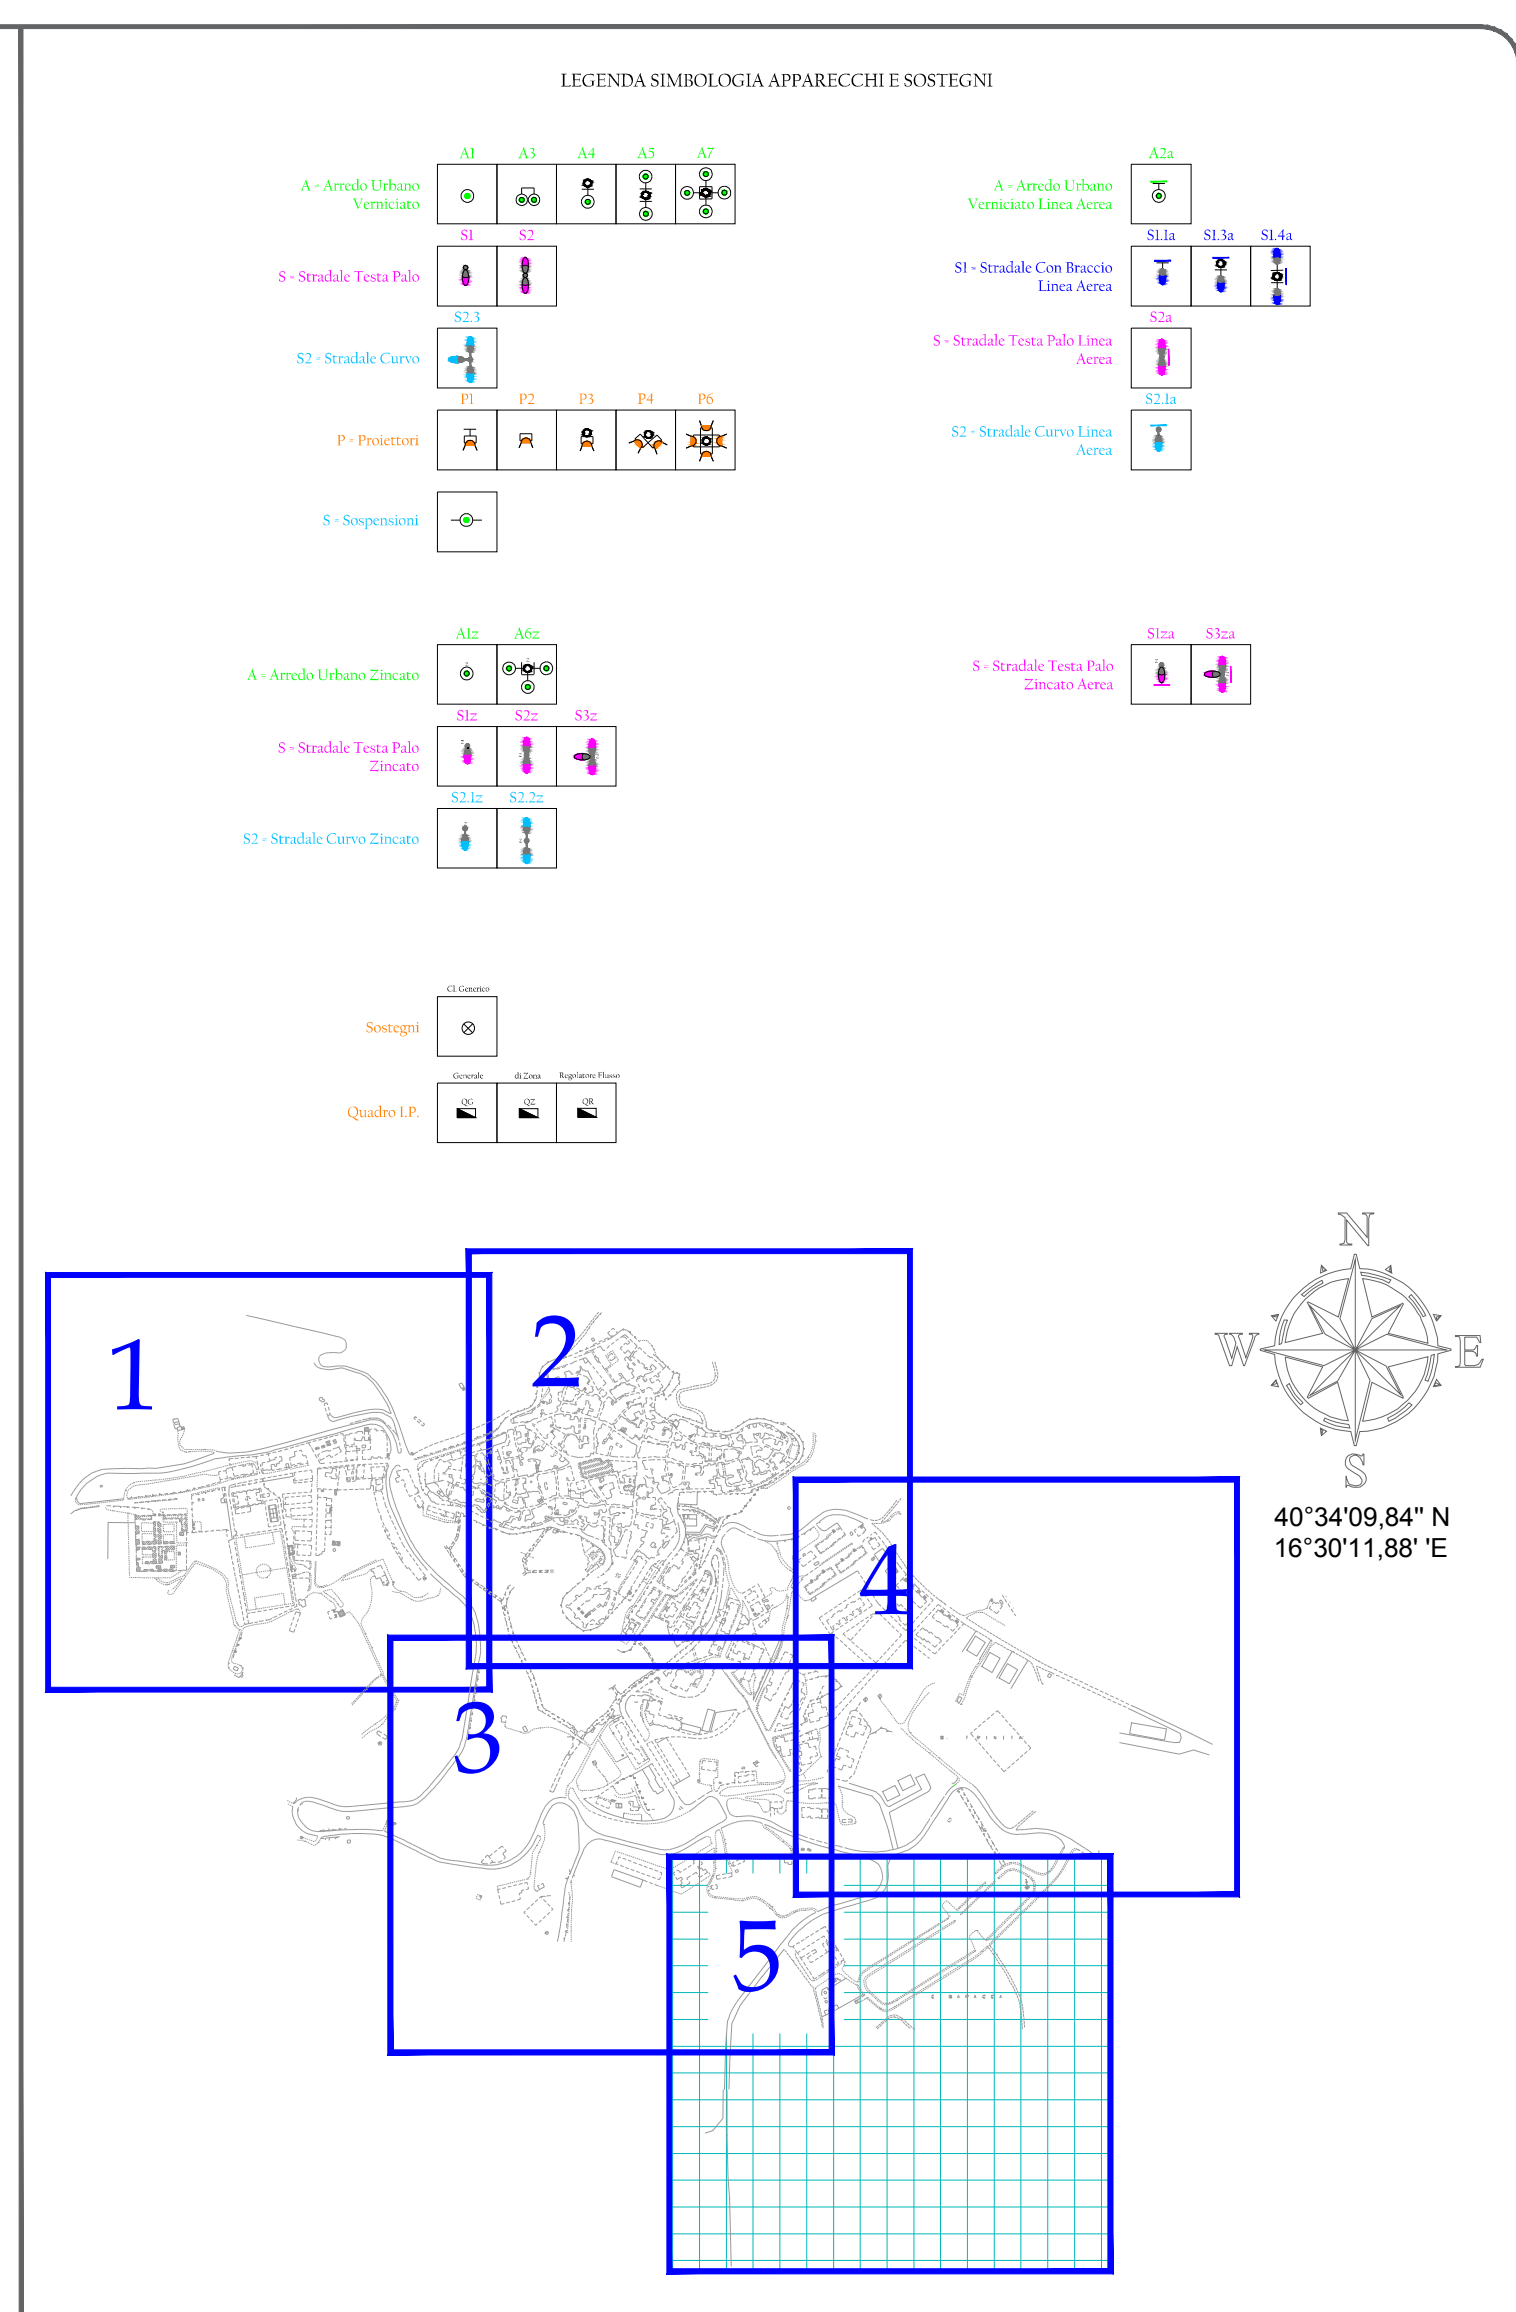 LEGENDA SIMBOLOGIA APPARECCHI E SOSTEGNI
A1 A3 A4 A5 A7
A = Arredo Urbano
Verniciato
S1 S2
S = Stradale Testa Palo
S2.3
S2 = Stradale Curvo
P1 P2 P3 P4 P6
P = Proiettori
S = Sospensioni
A2a
A = Arredo Urbano
Verniciato Linea Aerea
S1.1a S1.3a S1.4a
S1 = Stradale Con Braccio
Linea Aerea
S2a
S = Stradale Testa Palo Linea
Aerea
S2.1a
S2 = Stradale Curvo Linea
Aerea
A1z A6z
A = Arredo Urbano Zincato
S1z S2z S3z
S = Stradale Testa Palo
Zincato
S2.1z S2.2z
S2 = Stradale Curvo Zincato
S1za S3za
S = Stradale Testa Palo
Zincato Aerea
Cl. Generico
Sostegni
Generale di Zona Regolatore Flusso
QG QZ QR
Quadro I.P.
N
W E
S
40°34'09,84'' N
16°30'11,88' 'E
1
2
3
4
5